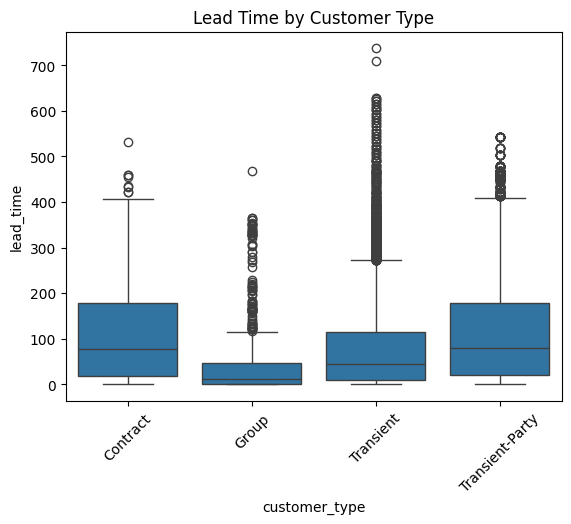 Lead Time by Customer Type
lead_time
700
600
500
400
300
200
100
0
Contract
Group
Transient
Transient-Party
customer_type